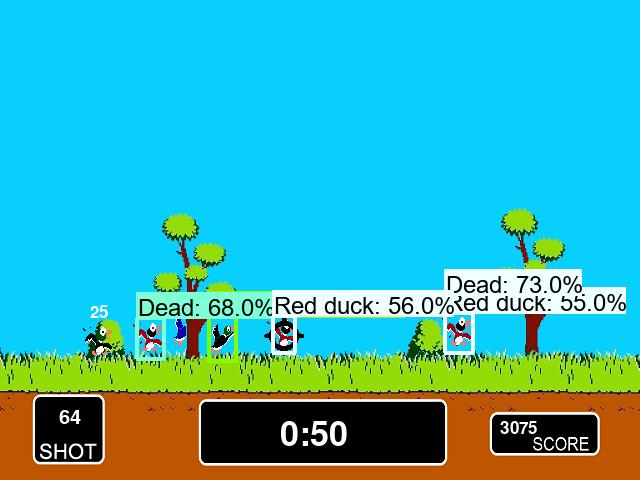 Dead: 73.0%
Red duck: 55.0%
Dead: 68.0%
Red duck: 56.0%
25
64
SHOT
0:50
3075
SCORE